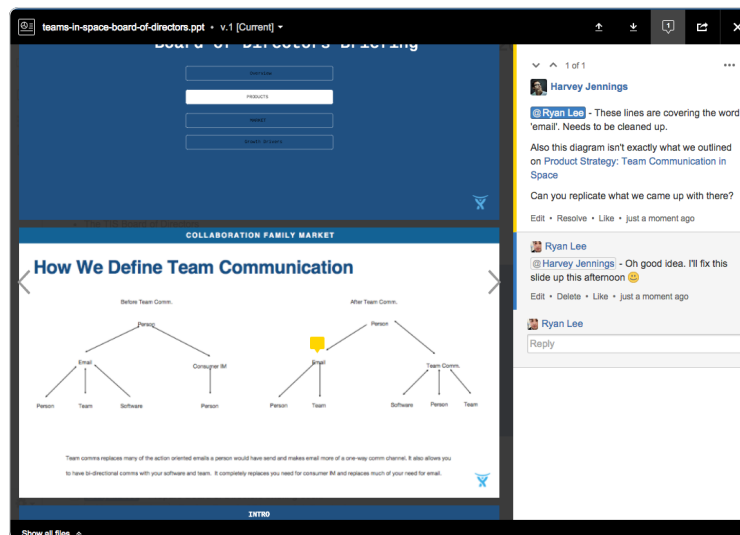 teams-in-space-board-of-directors.ppt • v.1 [Current]
1
Board of Directors Briefing
Overview
PRODUCTS
Market
Growth Drivers
COLLABORATION FAMILY MARKET
How We Define Team Communication
Before Team Comm.
After Team Comm.
Person
Person
Email
Consumer IM
Email
Team Comm.
Person
Team
Software
Person
Person
Team
Software
Person
Team
Team comms replaces many of the action oriented emails a person would have send and makes email more of a one-way comm channel. It also allows you
to have bi-directional comms with your software and team. It completely replaces you need for consumer IM and replaces much of your need for email.
INTRO
Show all files
1 of 1
Harvey Jennings
@Ryan Lee - These lines are covering the word
'email'. Needs to be cleaned up.
Also this diagram isn't exactly what we outlined
on Product Strategy: Team Communication in
Space
Can you replicate what we came up with there?
Edit • Resolve • Like • just a moment ago
Ryan Lee
@Harvey Jennings - Oh good idea. I'll fix this
slide up this afternoon
Edit • Delete • Like • just a moment ago
Ryan Lee
Reply